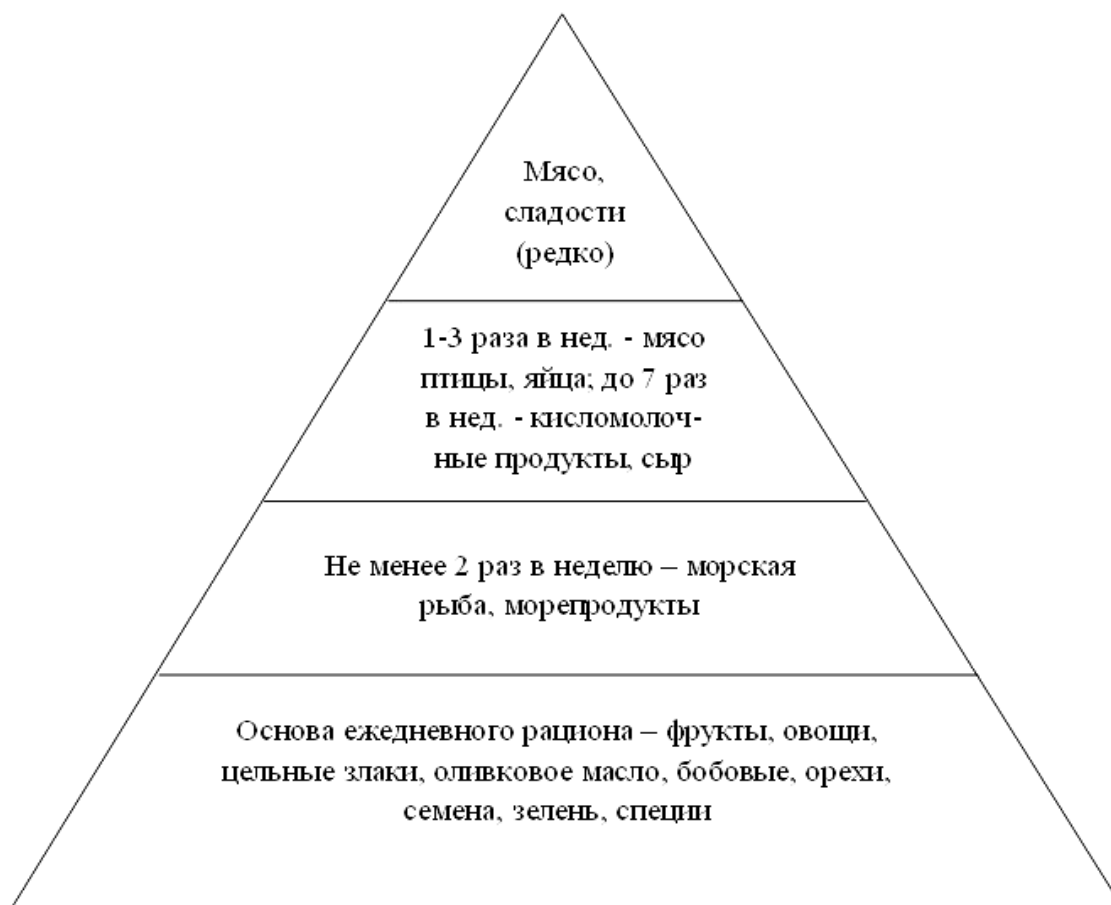 Мясо,
сладости
(редко)
1-3 раза в нед. - мясо
птицы, яйца; до 7 раз
в нед. - кисломолоч-
ные продукты, сыр
Не менее 2 раз в неделю – морская
рыба, морепродукты
Основа ежедневного рациона – фрукты, овощи,
цельные злаки, оливковое масло, бобовые, орехи,
семена, зелень, специи